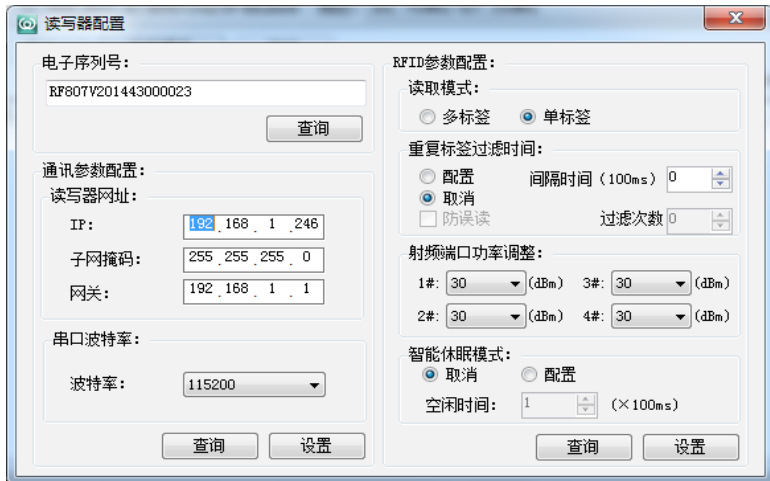 读写器配置
电子序列号：
RF807V201443000023
查询
通讯参数配置：
读写器网址：
IP: 192 . 168 . 1 . 246
子网掩码： 255 . 255 . 255 . 0
网关： 192 . 168 . 1 . 1
串口波特率：
波特率： 115200
查询 设置
RFID参数配置：
读取模式：
多标签 单标签
重复标签过滤时间：
配置 间隔时间（100ms） 0
取消
防误读 过滤次数 0
射频端口功率调整：
1#: 30 (dBm) 3#: 30 (dBm)
2#: 30 (dBm) 4#: 30 (dBm)
智能休眠模式：
取消 配置
空闲时间： 1 (×100ms)
查询 设置